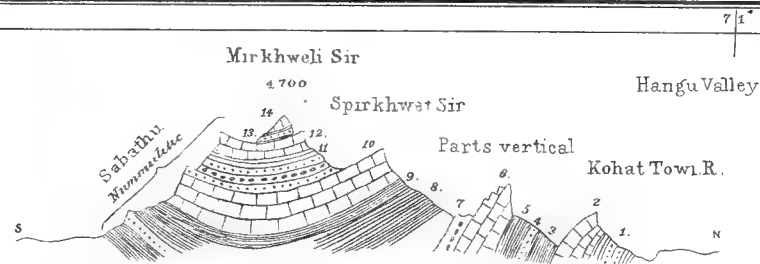 7 1°
Mirkhweli Sir
4700
Hangu Valley
Spirkhwet Sir
14
13.
12.
11
10
Parts vertical
Sabathu
Nummulitic
Kohat Towi. R.
9.
8.
7
6.
5
4
3
2
1.
S
N